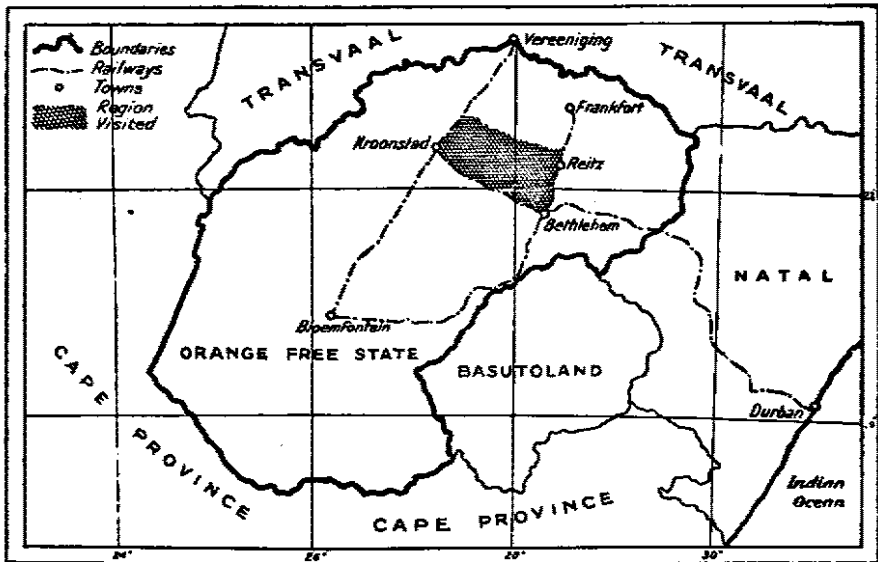 Boundaries
Railways
Towns
Region
Visited
TRANSVAAL
Vereeniging
TRANSVAAL
Frankfort
Kroonstad
Reitz
Bethlehem
NATAL
Bloemfontain
ORANGE FREE STATE
BASUTOLAND
CAPE
PROVINCE
Durban
Indian
Ocean
CAPE PROVINCE
24°
26°
28°
30°